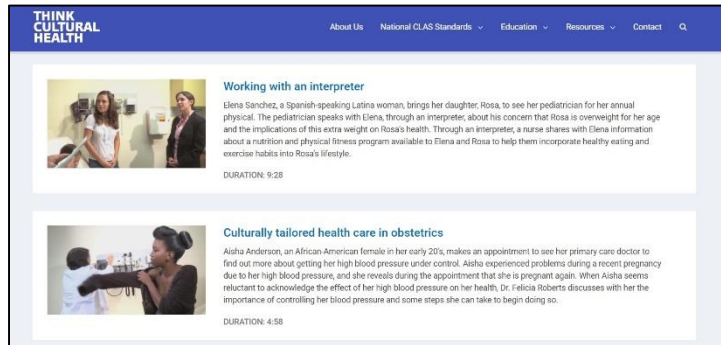 THINK
CULTURAL
HEALTH
About Us National CLAS Standards Education Resources Contact
Working with an interpreter
Elena Sanchez, a Spanish-speaking Latina woman, brings her daughter, Rosa, to see her pediatrician for her annual
physical. The pediatrician speaks with Elena, through an interpreter, about his concern that Rosa is overweight for her age
and the implications of this extra weight on Rosa's health. Through an interpreter, a nurse shares with Elena information
about a nutrition and physical fitness program available to Elena and Rosa to help them incorporate healthy eating and
exercise habits into Rosa's lifestyle.
DURATION: 9:28
Culturally tailored health care in obstetrics
Aisha Anderson, an African-American female in her early 20's, makes an appointment to see her primary care doctor to
find out more about getting her high blood pressure under control. Aisha experienced problems during a recent pregnancy
due to her high blood pressure, and she reveals during the appointment that she is pregnant again. When Aisha seems
reluctant to acknowledge the effect of her high blood pressure on her health, Dr. Felicia Roberts discusses with her the
importance of controlling her blood pressure and some steps she can take to begin doing so.
DURATION: 4:58